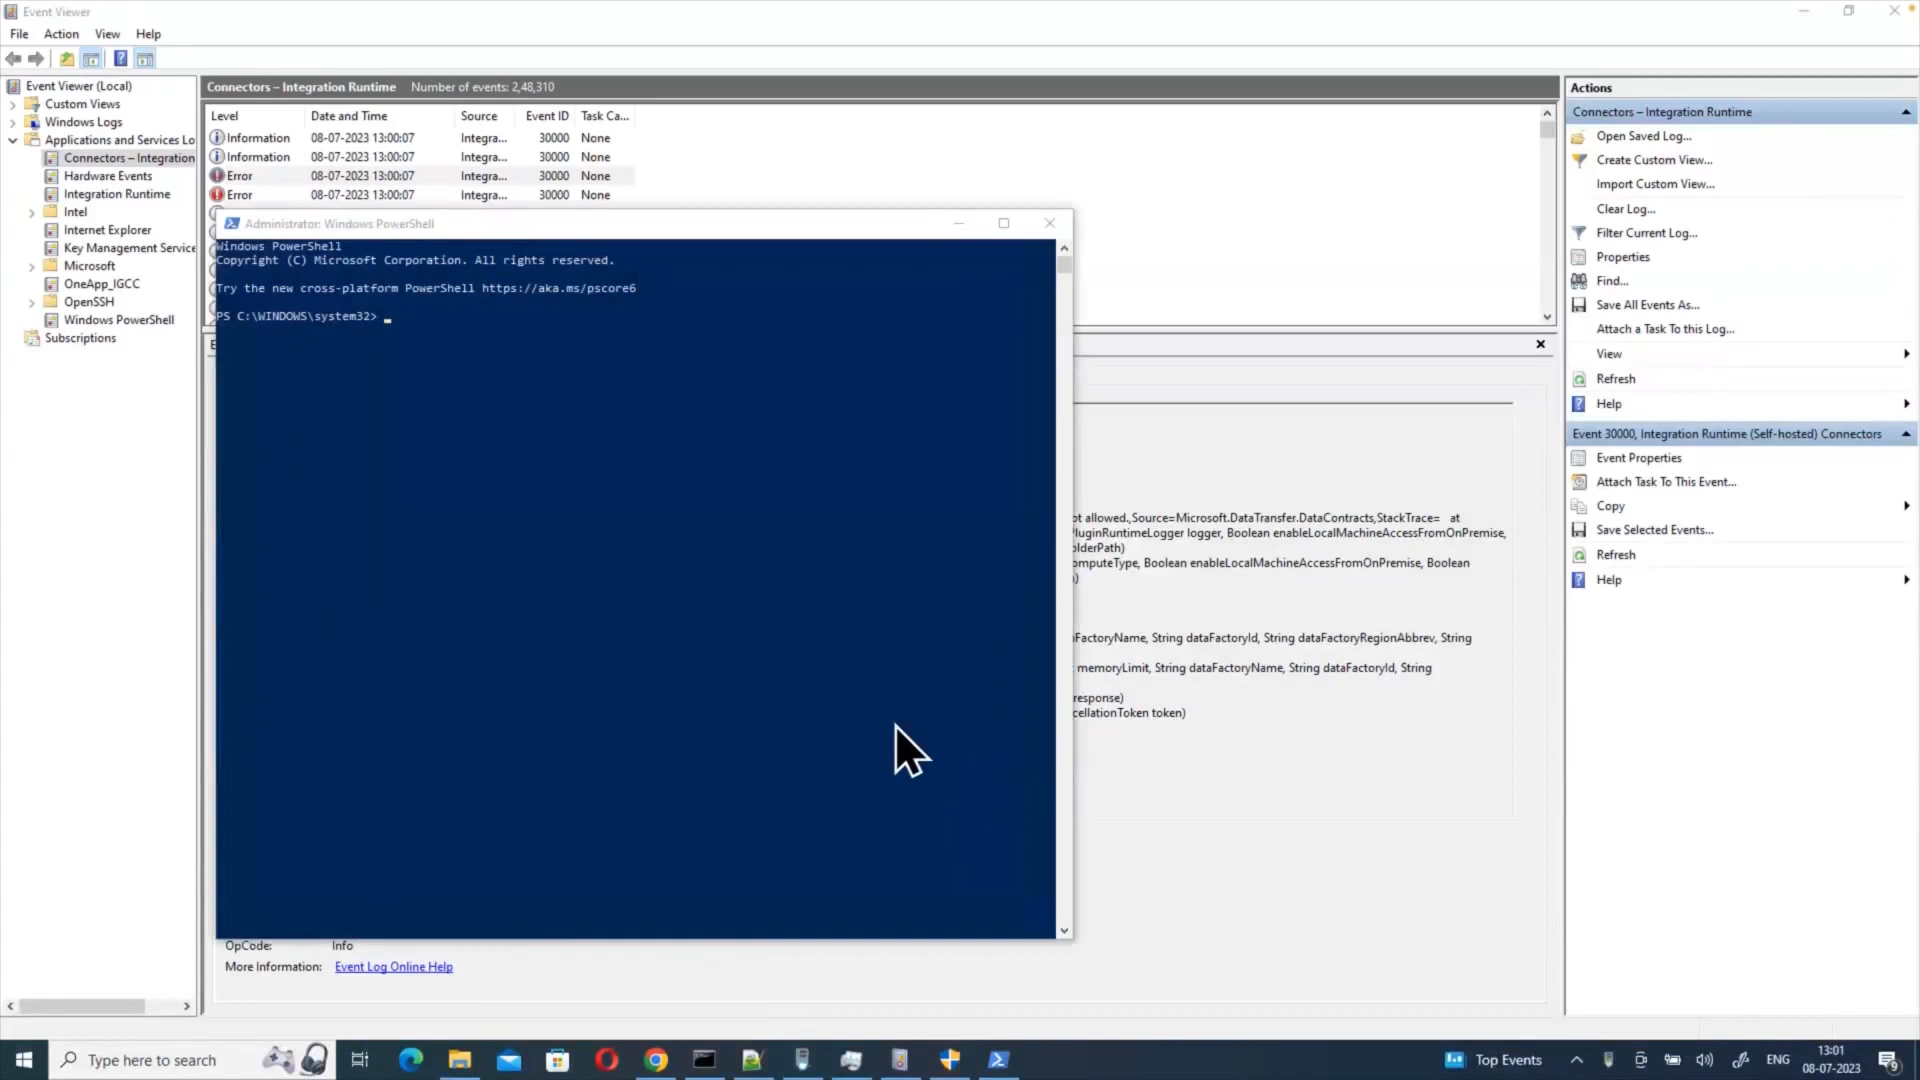 Event Viewer
File Action View Help
Event Viewer (Local)
Custom Views
Windows Logs
Applications and Services Lo
Connectors – Integration
Hardware Events
Integration Runtime
Intel
Internet Explorer
Key Management Service
Microsoft
OneApp_IGCC
OpenSSH
Windows PowerShell
Subscriptions
Connectors – Integration Runtime Number of events: 2,48,310
Level Date and Time Source Event ID Task Ca...
Information 08-07-2023 13:00:07 Integra... 30000 None
Information 08-07-2023 13:00:07 Integra... 30000 None
Error 08-07-2023 13:00:07 Integra... 30000 None
Error 08-07-2023 13:00:07 Integra... 30000 None
Administrator: Windows PowerShell
Windows PowerShell
Copyright (C) Microsoft Corporation. All rights reserved.
Try the new cross-platform PowerShell https://aka.ms/pscore6
PS C:\WINDOWS\system32>
ot allowed.,Source=Microsoft.DataTransfer.DataContracts,StackTrace= at
PluginRuntimeLogger logger, Boolean enableLocalMachineAccessFromOnPremise,
olderPath)
omputeType, Boolean enableLocalMachineAccessFromOnPremise, Boolean
)
FactoryName, String dataFactoryId, String dataFactoryRegionAbbrev, String
memoryLimit, String dataFactoryName, String dataFactoryId, String
response)
cellationToken token)
OpCode: Info
More Information: Event Log Online Help
Actions
Connectors – Integration Runtime
Open Saved Log...
Create Custom View...
Import Custom View...
Clear Log...
Filter Current Log...
Properties
Find...
Save All Events As...
Attach a Task To this Log...
View
Refresh
Help
Event 30000, Integration Runtime (Self-hosted) Connectors
Event Properties
Attach Task To This Event...
Copy
Save Selected Events...
Refresh
Help
Type here to search
Top Events
ENG
13:01
08-07-2023
9